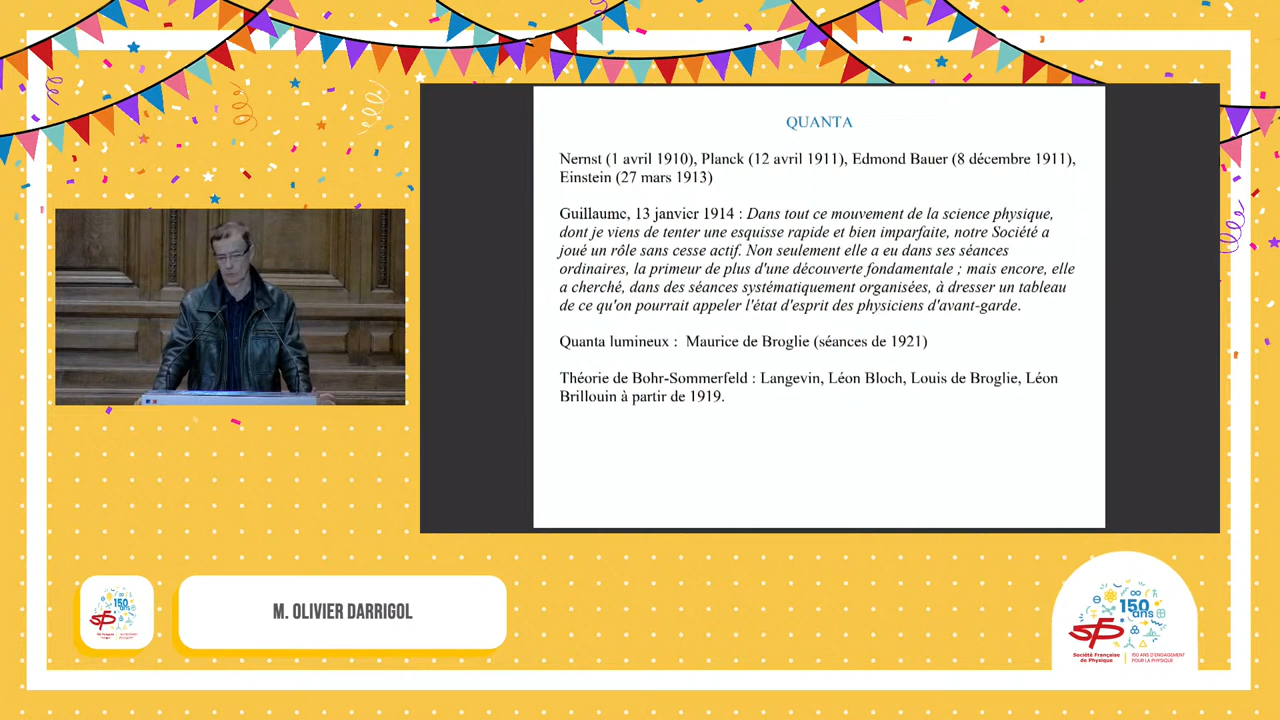 QUANTA
Nernst (1 avril 1910), Planck (12 avril 1911), Edmond Bauer (8 décembre 1911),
Einstein (27 mars 1913)
Guillaume, 13 janvier 1914 : Dans tout ce mouvement de la science physique,
dont je viens de tenter une esquisse rapide et bien imparfaite, notre Société a
joué un rôle sans cesse actif. Non seulement elle a eu dans ses séances
ordinaires, la primeur de plus d'une découverte fondamentale ; mais encore, elle
a cherché, dans des séances systématiquement organisées, à dresser un tableau
de ce qu'on pourrait appeler l'état d'esprit des physiciens d'avant-garde.
Quanta lumineux : Maurice de Broglie (séances de 1921)
Théorie de Bohr-Sommerfeld : Langevin, Léon Bloch, Louis de Broglie, Léon
Brillouin à partir de 1919.
150
sfp
M. OLIVIER DARRIGOL
150
ans
sfp
Société Française
de Physique
150 ANS D'ENGAGEMENT
POUR LA PHYSIQUE